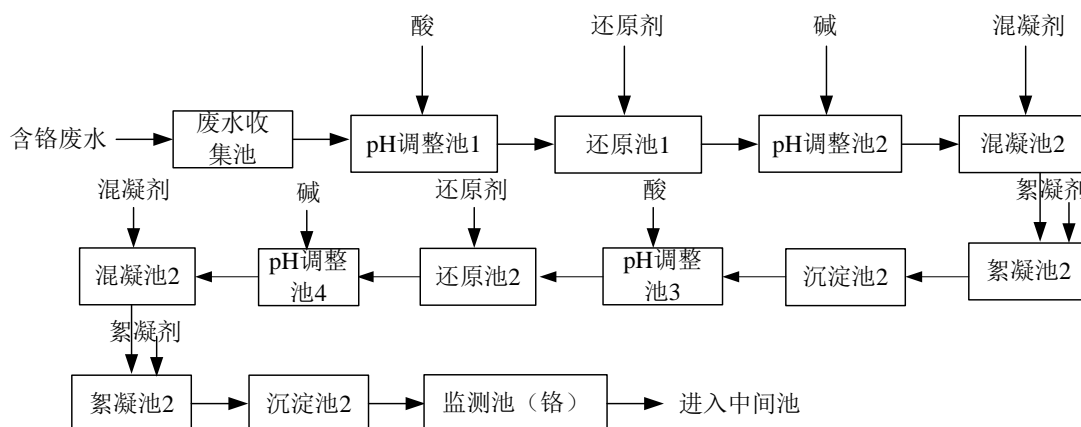 酸
还原剂
碱
混凝剂
含铬废水
废水收
集池
pH调整池1
还原池1
pH调整池2
混凝池2
混凝剂
碱
还原剂
酸
絮凝剂
混凝池2
pH调整
池4
还原池2
pH调整
池3
沉淀池2
絮凝池2
絮凝剂
絮凝池2
沉淀池2
监测池（铬）
进入中间池